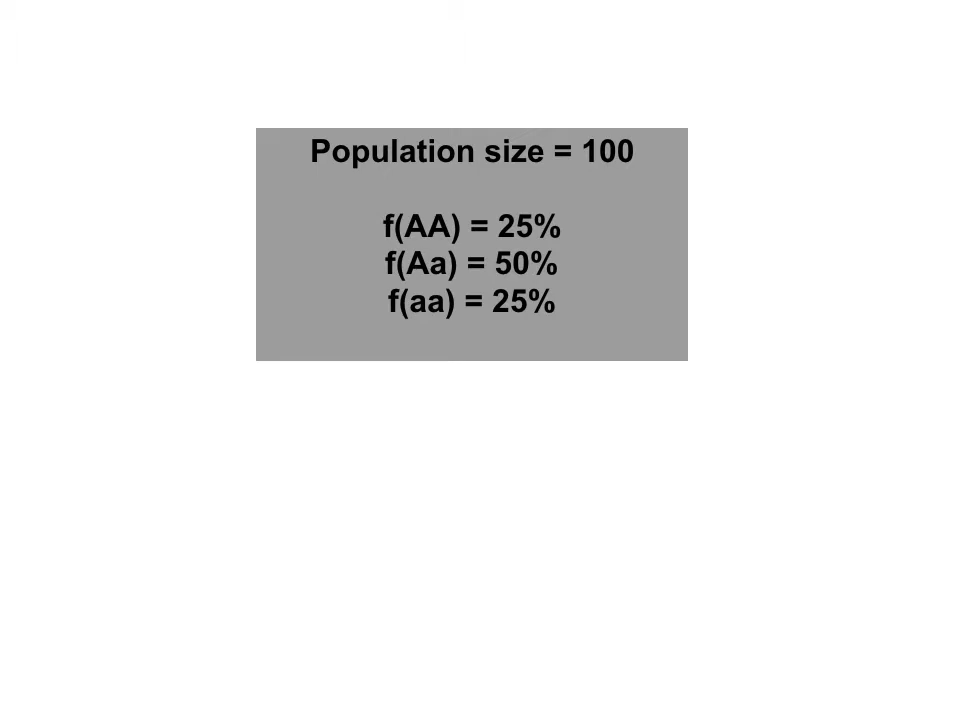 Population size = 100
f(AA) = 25%
f(Aa) = 50%
f(aa) = 25%